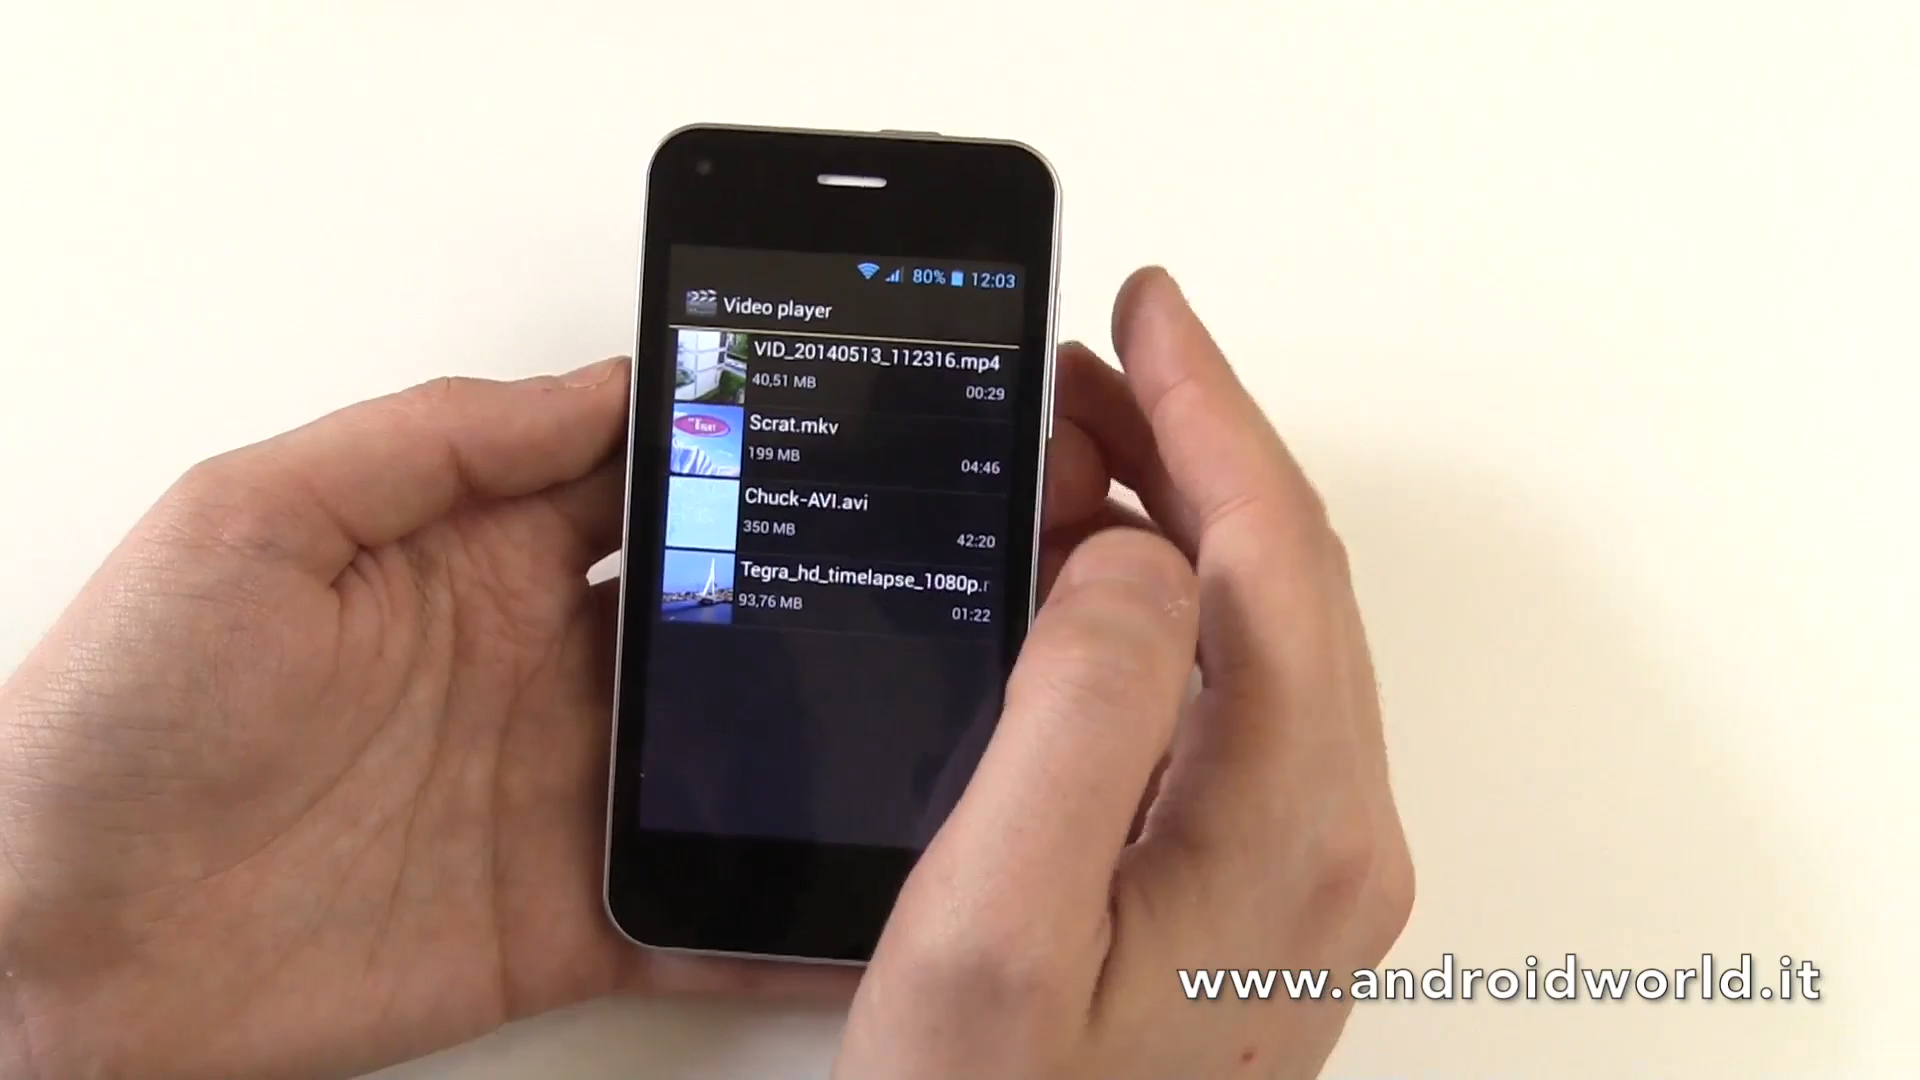 80% 12:03
Video player
VID_20140513_112316.mp4
40,51 MB
00:29
Scrat.mkv
199 MB
04:46
Chuck-AVI.avi
350 MB
42:20
Tegra_hd_timelapse_1080p.
93,76 MB
01:22
www.androidworld.it